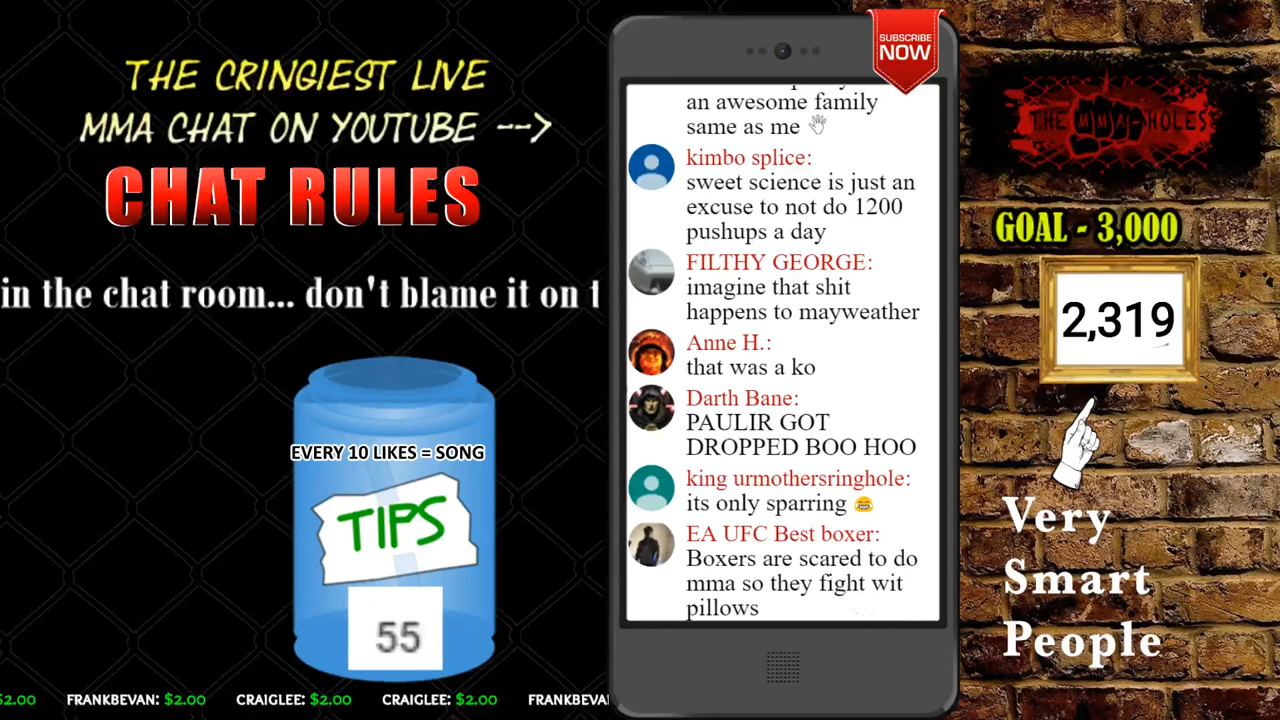 THE CRINGIEST LIVE
MMA CHAT ON YOUTUBE -->
CHAT RULES
in the chat room... don't blame it on t
EVERY 10 LIKES = SONG
TIPS
55
$2.00 FRANKBEVAN: $2.00 CRAIGLEE: $2.00 CRAIGLEE: $2.00 FRANKBEVAN:
SUBSCRIBE
NOW
an awesome family
same as me 👋
kimbo splice:
sweet science is just an
excuse to not do 1200
pushups a day
FILTHY GEORGE:
imagine that shit
happens to mayweather
Anne H.:
that was a ko
Darth Bane:
PAULIR GOT
DROPPED BOO HOO
king urmothersringhole:
its only sparring 😂
EA UFC Best boxer:
Boxers are scared to do
mma so they fight wit
pillows
THE MMA-HOLES
GOAL - 3,000
2,319
Very
Smart
People